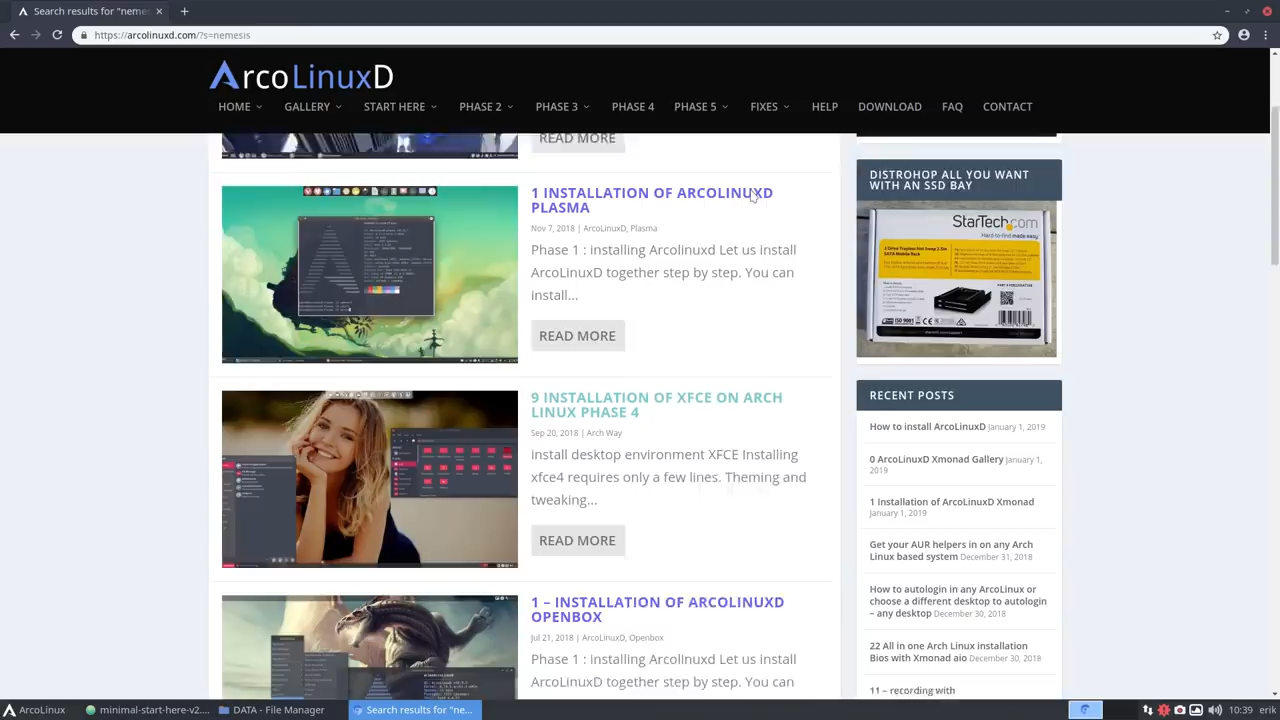 Search results for "nemes
https://arcolinuxd.com/?s=nemesis
ArcoLinuxD
HOME
GALLERY
START HERE
PHASE 2
PHASE 3
PHASE 4
PHASE 5
FIXES
HELP
DOWNLOAD
FAQ
CONTACT
READ MORE
1 INSTALLATION OF ARCOLINUXD
PLASMA
Nov 7, 2018 | ArcoLinuxD, Plasma
Phase 1 : installing Arcolinuxd Let us install
ArcoLinuxD together step by step. You can
install...
READ MORE
9 INSTALLATION OF XFCE ON ARCH
LINUX PHASE 4
Sep 20, 2018 | Arch Way
install desktop environment XFCE Installing
xfce4 requires only a few lines. Theming and
tweaking...
READ MORE
1 – INSTALLATION OF ARCOLINUXD
OPENBOX
Jul 21, 2018 | ArcoLinuxD, Openbox
Phase 1 : installing Arcolinuxd Let us install
ArcoLinuxD together step by step. You can
DISTROHOP ALL YOU WANT
WITH AN SSD BAY
StarTech.com
RECENT POSTS
How to install ArcoLinuxD January 1, 2019
0 ArcoLinuxD Xmonad Gallery January 1,
2019
1 Installation of ArcoLinuxD Xmonad
January 1, 2019
Get your AUR helpers in on any Arch
Linux based system December 31, 2018
How to autologin in any ArcoLinux or
choose a different desktop to autologin
– any desktop December 30, 2018
22 All in one Arch Linux installation
Bios with Xmonad aio December 30, 2018
recording with
ArcoLinux
minimal-start-here-v2...
DATA - File Manager
Search results for "ne...
10:39
erik